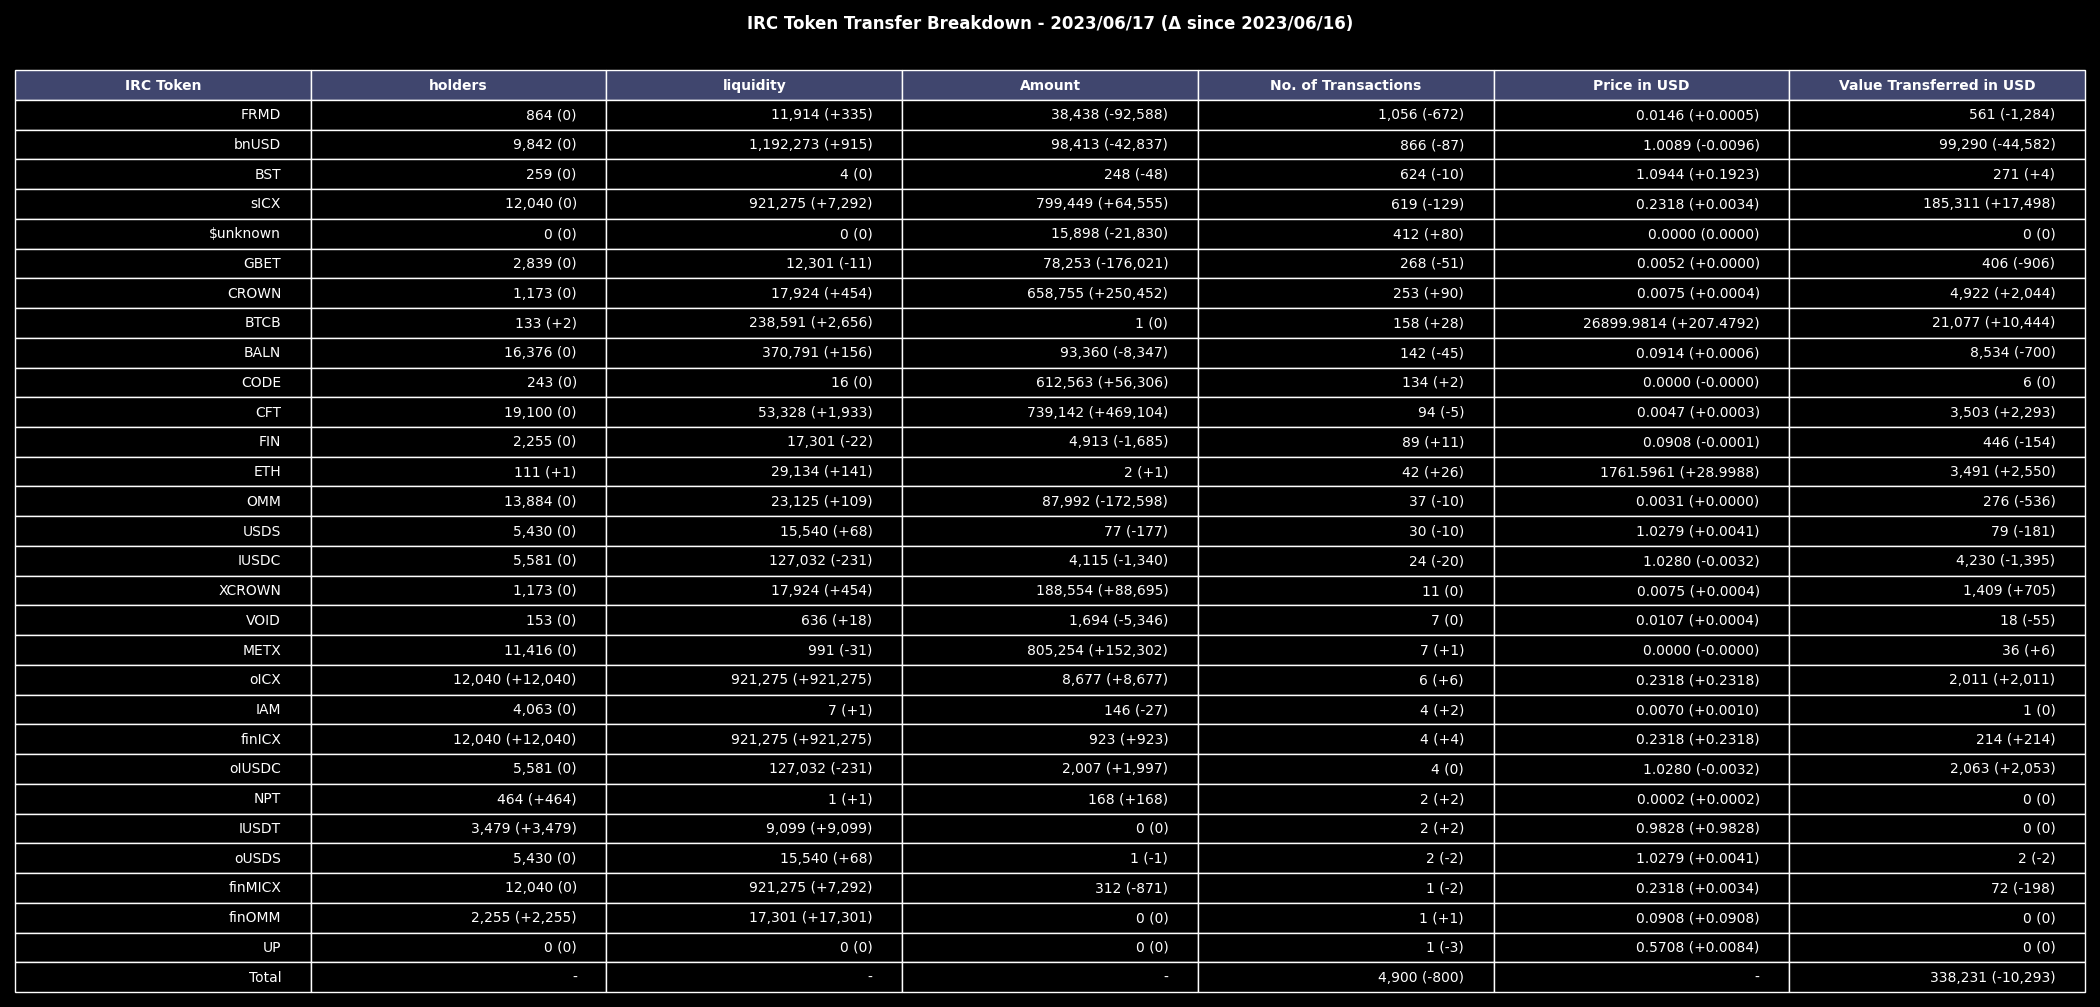 IRC Token Transfer Breakdown - 2023/06/17 (Δ since 2023/06/16)
IRC Token holders liquidity Amount No. of Transactions Price in USD Value Transferred in USD
FRMD 864 (0) 11,914 (+335) 38,438 (-92,588) 1,056 (-672) 0.0146 (+0.0005) 561 (-1,284)
bnUSD 9,842 (0) 1,192,273 (+915) 98,413 (-42,837) 866 (-87) 1.0089 (-0.0096) 99,290 (-44,582)
BST 259 (0) 4 (0) 248 (-48) 624 (-10) 1.0944 (+0.1923) 271 (+4)
sICX 12,040 (0) 921,275 (+7,292) 799,449 (+64,555) 619 (-129) 0.2318 (+0.0034) 185,311 (+17,498)
$unknown 0 (0) 0 (0) 15,898 (-21,830) 412 (+80) 0.0000 (0.0000) 0 (0)
GBET 2,839 (0) 12,301 (-11) 78,253 (-176,021) 268 (-51) 0.0052 (+0.0000) 406 (-906)
CROWN 1,173 (0) 17,924 (+454) 658,755 (+250,452) 253 (+90) 0.0075 (+0.0004) 4,922 (+2,044)
BTCB 133 (+2) 238,591 (+2,656) 1 (0) 158 (+28) 26899.9814 (+207.4792) 21,077 (+10,444)
BALN 16,376 (0) 370,791 (+156) 93,360 (-8,347) 142 (-45) 0.0914 (+0.0006) 8,534 (-700)
CODE 243 (0) 16 (0) 612,563 (+56,306) 134 (+2) 0.0000 (-0.0000) 6 (0)
CFT 19,100 (0) 53,328 (+1,933) 739,142 (+469,104) 94 (-5) 0.0047 (+0.0003) 3,503 (+2,293)
FIN 2,255 (0) 17,301 (-22) 4,913 (-1,685) 89 (+11) 0.0908 (-0.0001) 446 (-154)
ETH 111 (+1) 29,134 (+141) 2 (+1) 42 (+26) 1761.5961 (+28.9988) 3,491 (+2,550)
OMM 13,884 (0) 23,125 (+109) 87,992 (-172,598) 37 (-10) 0.0031 (+0.0000) 276 (-536)
USDS 5,430 (0) 15,540 (+68) 77 (-177) 30 (-10) 1.0279 (+0.0041) 79 (-181)
IUSDC 5,581 (0) 127,032 (-231) 4,115 (-1,340) 24 (-20) 1.0280 (-0.0032) 4,230 (-1,395)
XCROWN 1,173 (0) 17,924 (+454) 188,554 (+88,695) 11 (0) 0.0075 (+0.0004) 1,409 (+705)
VOID 153 (0) 636 (+18) 1,694 (-5,346) 7 (0) 0.0107 (+0.0004) 18 (-55)
METX 11,416 (0) 991 (-31) 805,254 (+152,302) 7 (+1) 0.0000 (-0.0000) 36 (+6)
oICX 12,040 (+12,040) 921,275 (+921,275) 8,677 (+8,677) 6 (+6) 0.2318 (+0.2318) 2,011 (+2,011)
IAM 4,063 (0) 7 (+1) 146 (-27) 4 (+2) 0.0070 (+0.0010) 1 (0)
finICX 12,040 (+12,040) 921,275 (+921,275) 923 (+923) 4 (+4) 0.2318 (+0.2318) 214 (+214)
oIUSDC 5,581 (0) 127,032 (-231) 2,007 (+1,997) 4 (0) 1.0280 (-0.0032) 2,063 (+2,053)
NPT 464 (+464) 1 (+1) 168 (+168) 2 (+2) 0.0002 (+0.0002) 0 (0)
IUSDT 3,479 (+3,479) 9,099 (+9,099) 0 (0) 2 (+2) 0.9828 (+0.9828) 0 (0)
oUSDS 5,430 (0) 15,540 (+68) 1 (-1) 2 (-2) 1.0279 (+0.0041) 2 (-2)
finMICX 12,040 (0) 921,275 (+7,292) 312 (-871) 1 (-2) 0.2318 (+0.0034) 72 (-198)
finOMM 2,255 (+2,255) 17,301 (+17,301) 0 (0) 1 (+1) 0.0908 (+0.0908) 0 (0)
UP 0 (0) 0 (0) 0 (0) 1 (-3) 0.5708 (+0.0084) 0 (0)
Total - - - 4,900 (-800) - 338,231 (-10,293)